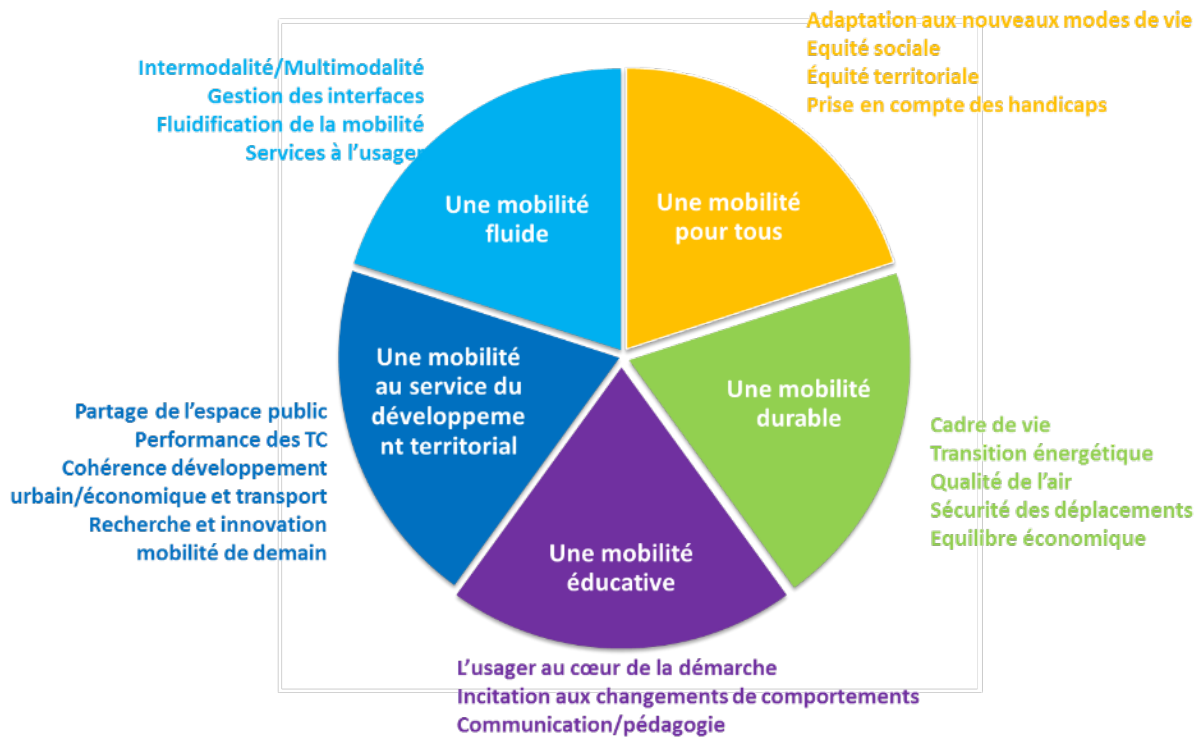 Adaptation aux nouveaux modes de vie
Equité sociale
Équité territoriale
Prise en compte des handicaps
Intermodalité/Multimodalité
Gestion des interfaces
Fluidification de la mobilité
Services à l'usager
Une mobilité
fluide
Une mobilité
pour tous
Une mobilité
au service du
développeme
nt territorial
Une mobilité
durable
Partage de l'espace public
Performance des TC
Cohérence développement
urbain/économique et transport
Recherche et innovation
mobilité de demain
Cadre de vie
Transition énergétique
Qualité de l'air
Sécurité des déplacements
Equilibre économique
Une mobilité
éducative
L'usager au cœur de la démarche
Incitation aux changements de comportements
Communication/pédagogie